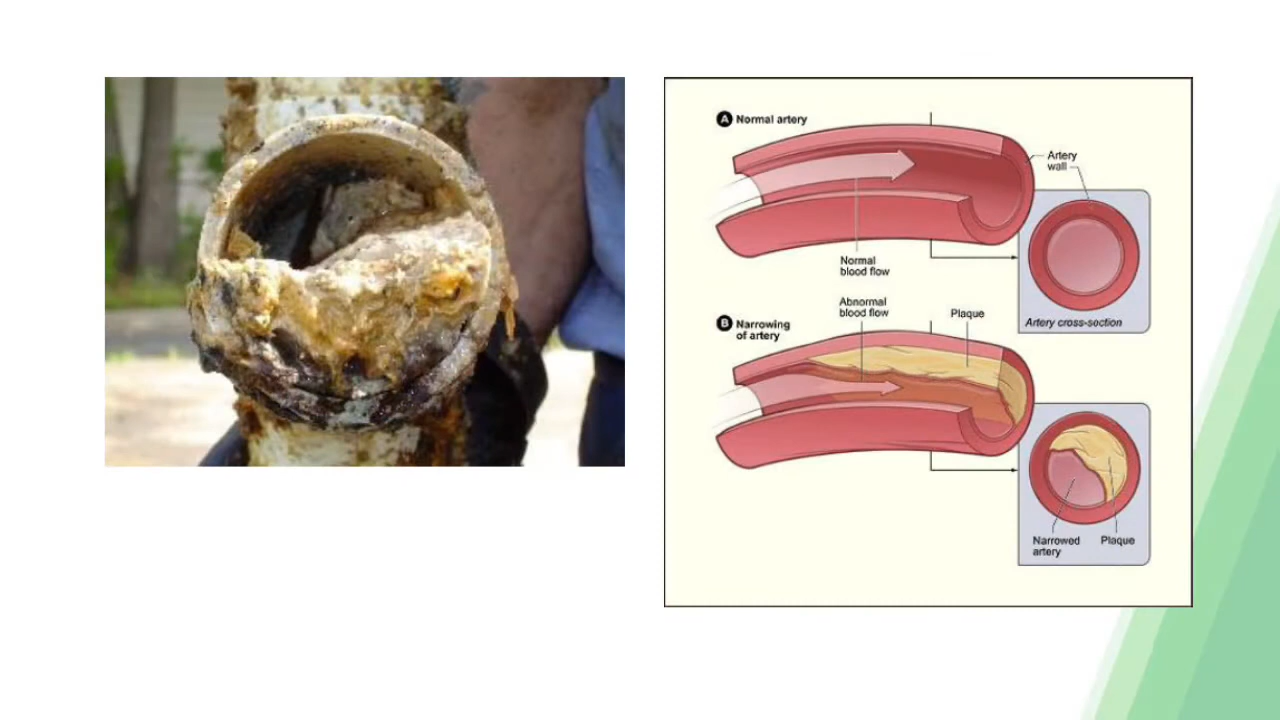 A Normal artery
Artery
wall
Normal
blood flow
Artery cross-section
Abnormal
blood flow
Plaque
B Narrowing
of artery
Narrowed
artery
Plaque